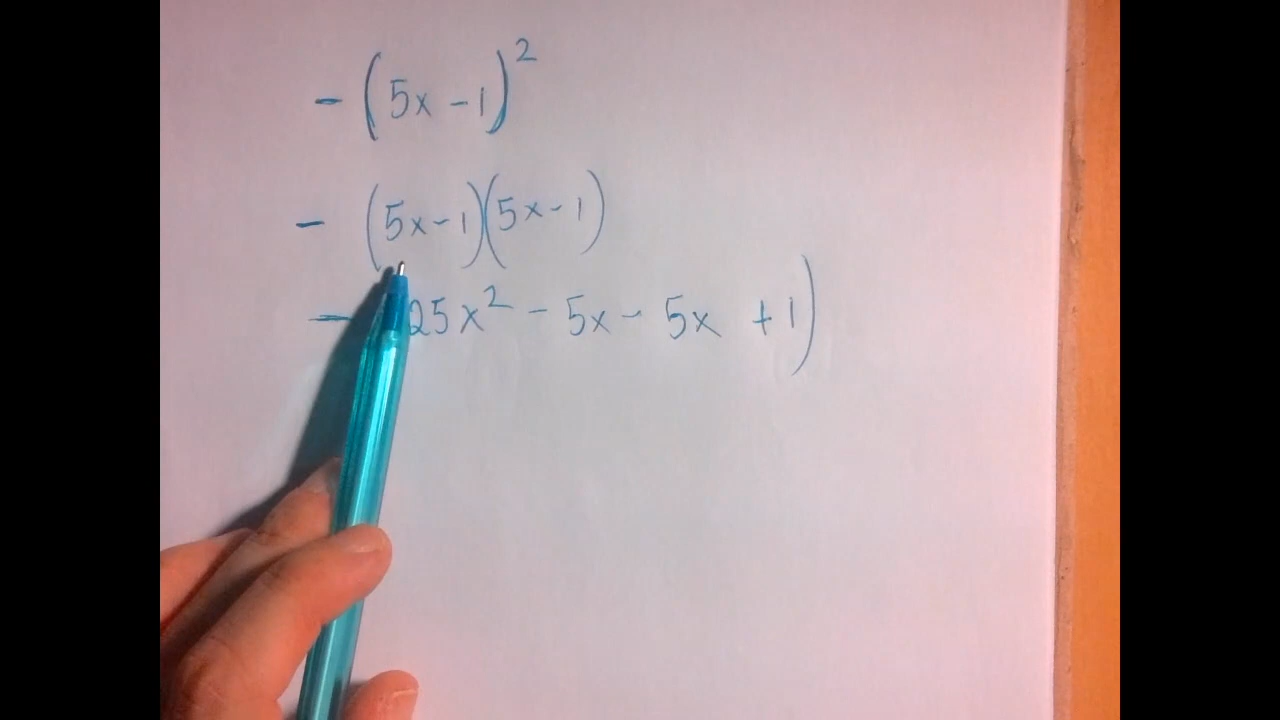 - (5x - 1)²
- (5x - 1)(5x - 1)
- 25x² - 5x - 5x + 1)